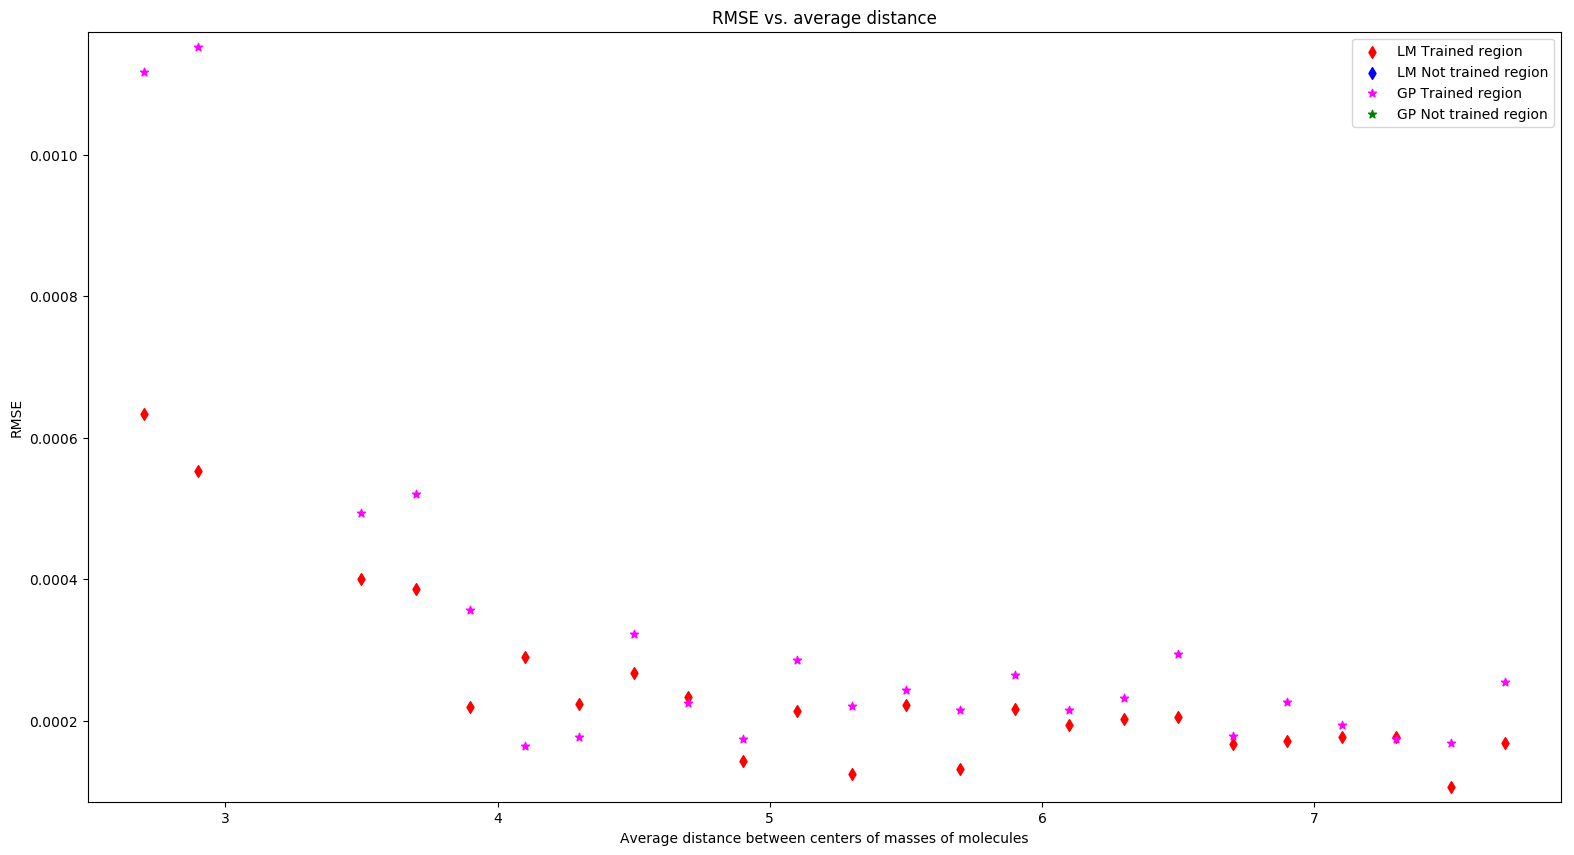 RMSE vs. average distance
LM Trained region
LM Not trained region
GP Trained region
GP Not trained region
RMSE
0.0010
0.0008
0.0006
0.0004
0.0002
3 4 5 6 7
Average distance between centers of masses of molecules